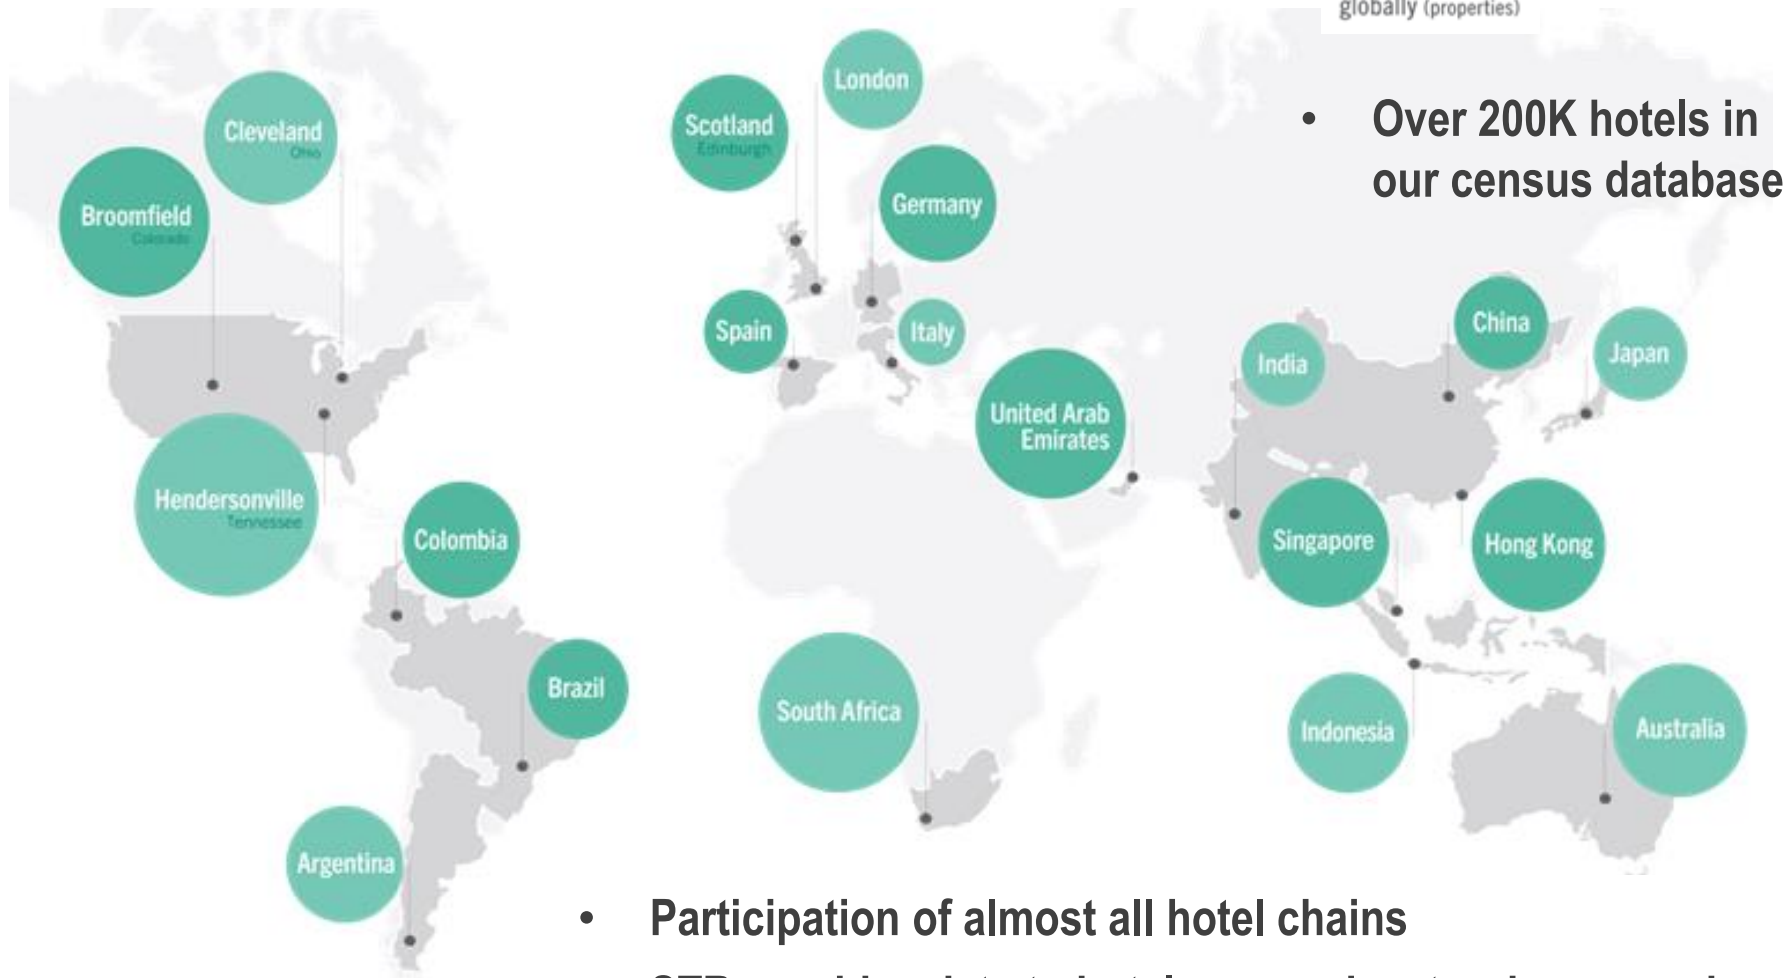 globally (properties)
London
Cleveland
Ohio
Scotland
Edinburgh
• Over 200K hotels in
our census database
Broomfield
Colorado
Germany
Spain
Italy
China
India
Japan
United Arab
Emirates
Hendersonville
Tennessee
Colombia
Singapore
Hong Kong
Brazil
South Africa
Indonesia
Australia
Argentina
• Participation of almost all hotel chains